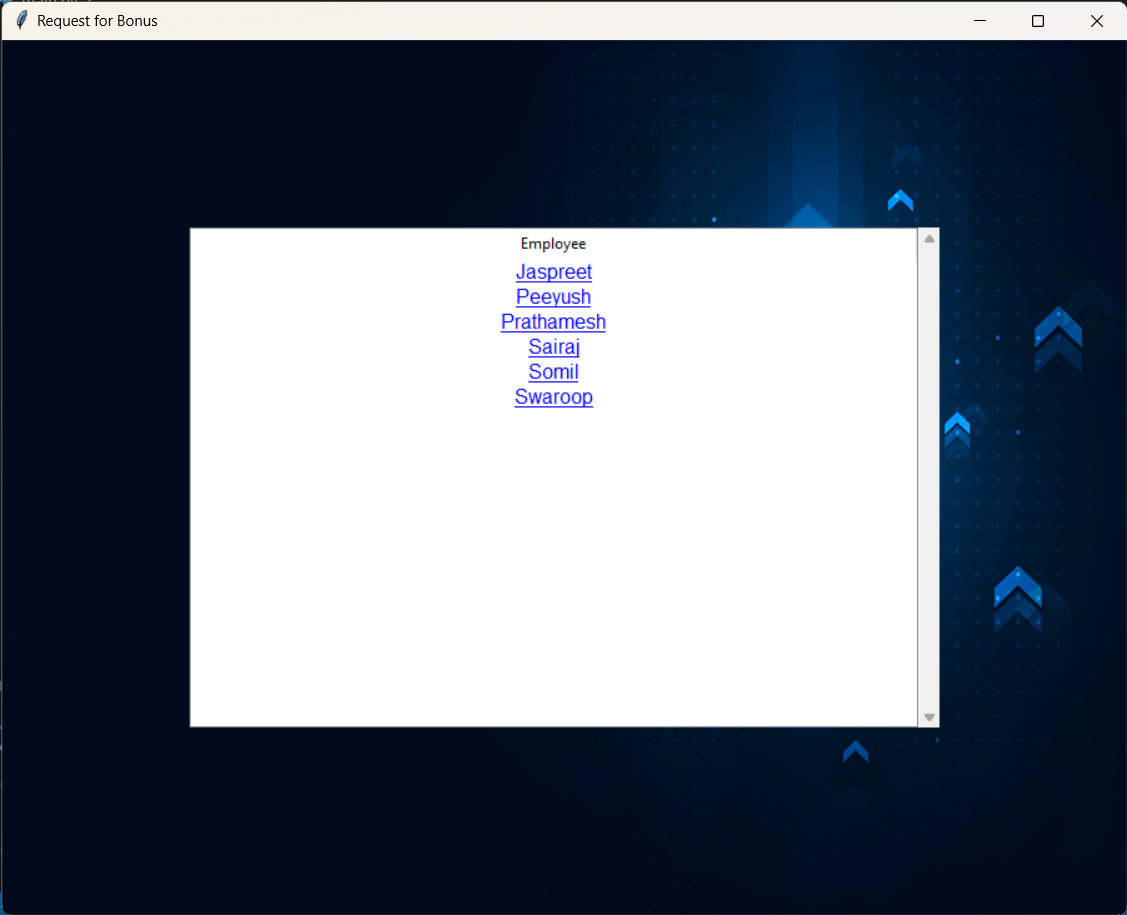 Request for Bonus
Employee
Jaspreet
Peeyush
Prathamesh
Sairaj
Somil
Swaroop